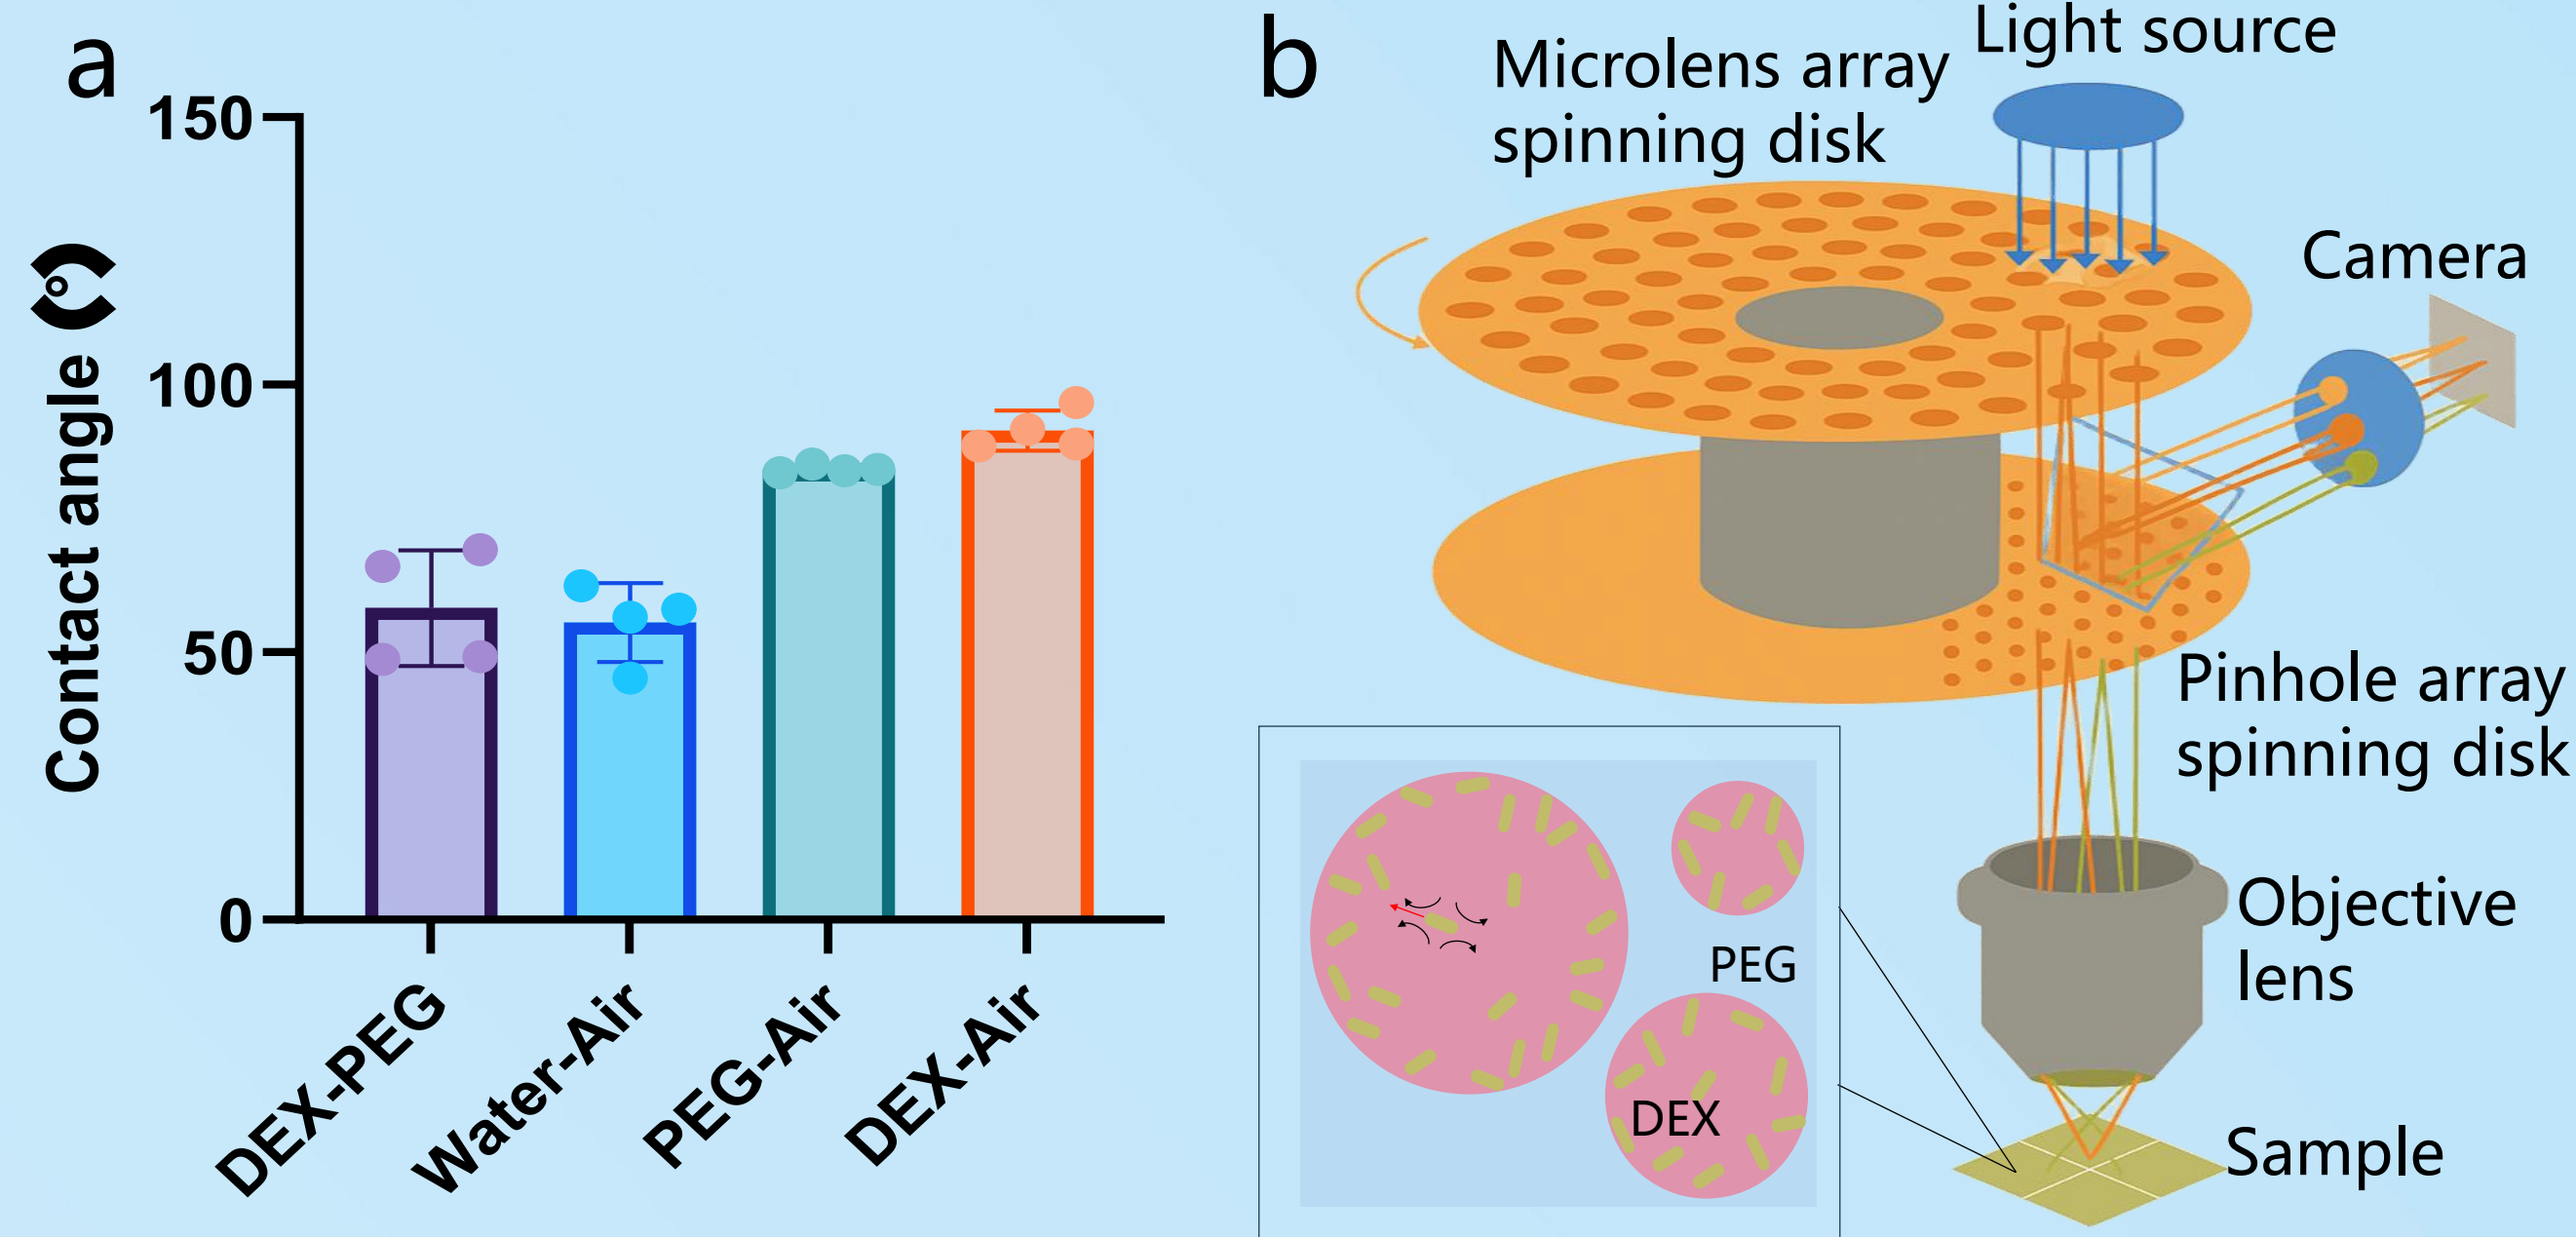 a
150
100
50
0
Contact angle (°)
DEX-PEG
Water-Air
PEG-Air
DEX-Air
b
Microlens array
spinning disk
Light source
Camera
Pinhole array
spinning disk
Objective
lens
Sample
PEG
DEX